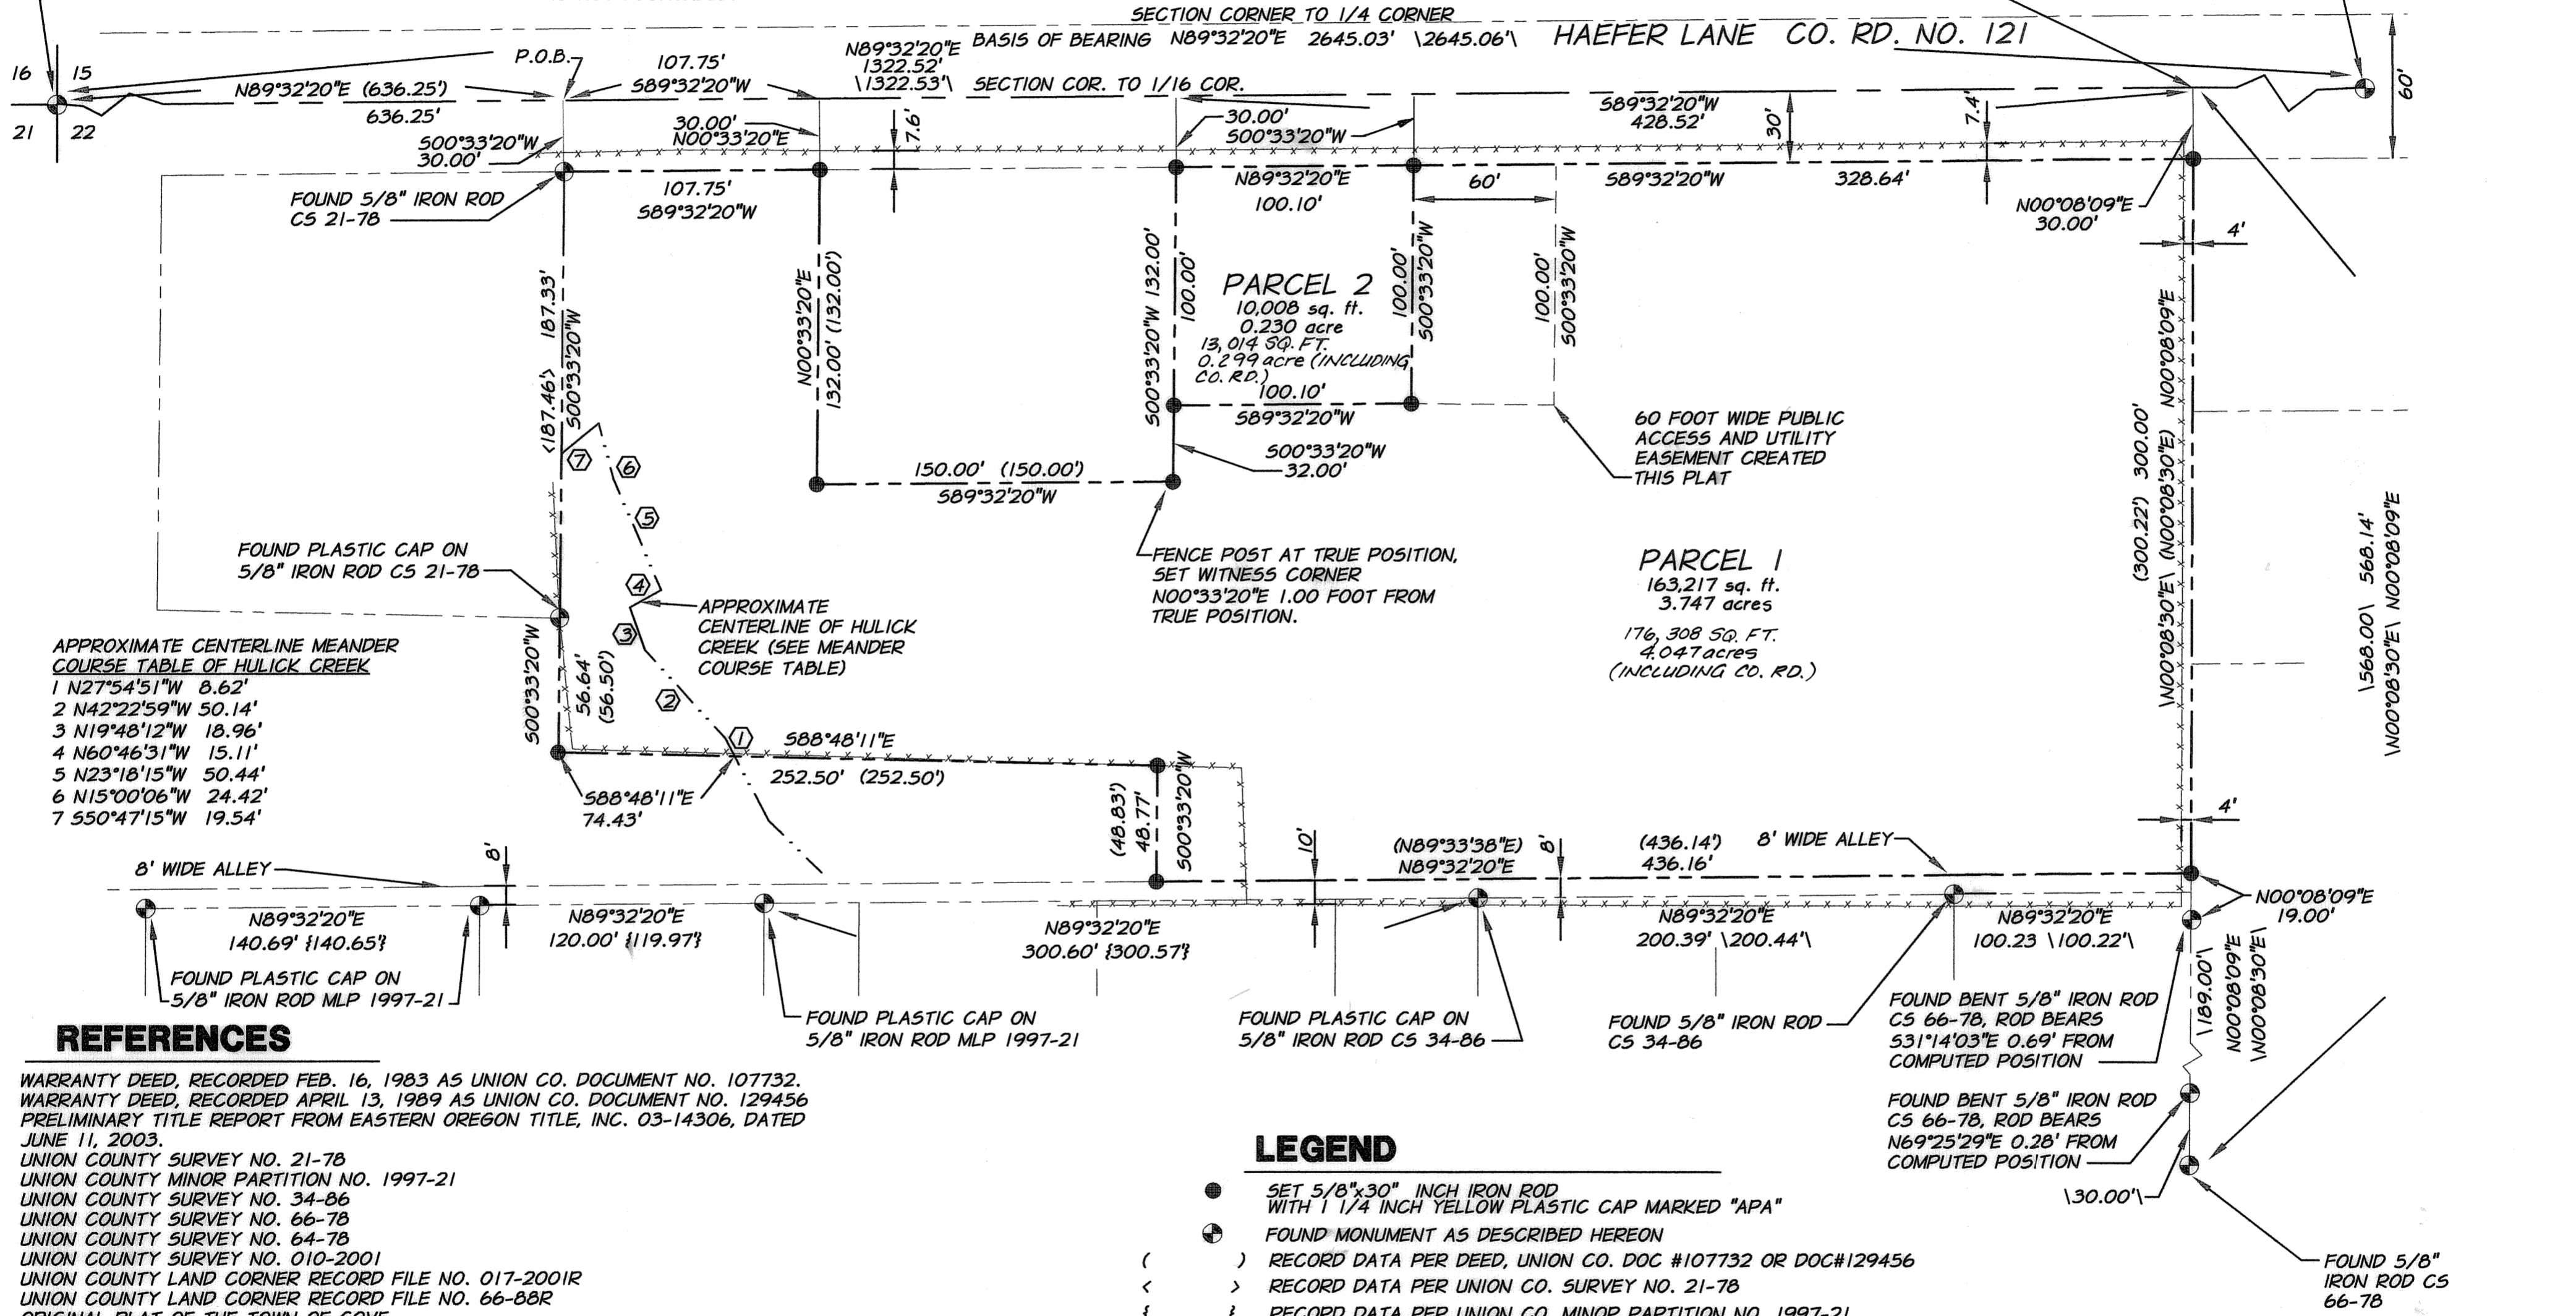 SECTION CORNER TO 1/4 CORNER
BASIS OF BEARING N89°32'20"E 2645.03' \2645.06'\
HAEFER LANE CO. RD. NO. 121
60'
16 15
21 22
N89°32'20"E (636.25')
636.25'
P.O.B.
107.75'
S89°32'20"W
N89°32'20"E
1322.52'
\1322.53'\
SECTION COR. TO 1/16 COR.
S00°33'20"W
30.00'
30.00'
N00°33'20"E
7.6'
30.00'
S00°33'20"W
S89°32'20"W
428.52'
30'
7.4'
FOUND 5/8" IRON ROD
CS 21-78
107.75'
S89°32'20"W
N89°32'20"E
100.10'
60'
S89°32'20"W 328.64'
N00°08'09"E
30.00'
4'
<187.46'> 187.33'
S00°33'20"W
N00°33'20"E
132.00' (132.00')
S00°33'20"W 132.00'
100.00'
PARCEL 2
10,008 sq. ft.
0.230 acre
13,014 SQ. FT.
0.299 acre (INCLUDING
CO. RD.)
100.10'
S89°32'20"W
100.00'
S00°33'20"W
100.00'
S00°33'20"W
S00°33'20"W
32.00'
150.00' (150.00')
S89°32'20"W
60 FOOT WIDE PUBLIC
ACCESS AND UTILITY
EASEMENT CREATED
THIS PLAT
FENCE POST AT TRUE POSITION,
SET WITNESS CORNER
N00°33'20"E 1.00 FOOT FROM
TRUE POSITION.
PARCEL 1
163,217 sq. ft.
3.747 acres
176,308 SQ. FT.
4.047 acres
(INCLUDING CO. RD.)
(300.22') 300.00'
\N00°08'30"E\ (N00°08'30"E) N00°08'09"E
\568.00'\ 568.14'
\N00°08'30"E\ N00°08'09"E
7
6
5
4
3
2
1
FOUND PLASTIC CAP ON
5/8" IRON ROD CS 21-78
APPROXIMATE
CENTERLINE OF HULICK
CREEK (SEE MEANDER
COURSE TABLE)
S00°33'20"W
56.64'
(56.50')
APPROXIMATE CENTERLINE MEANDER
COURSE TABLE OF HULICK CREEK
1 N27°54'51"W 8.62'
2 N42°22'59"W 50.14'
3 N19°48'12"W 18.96'
4 N60°46'31"W 15.11'
5 N23°18'15"W 50.44'
6 N15°00'06"W 24.42'
7 S50°47'15"W 19.54'
S88°48'11"E
252.50' (252.50')
S88°48'11"E
74.43'
(48.83')
48.77'
S00°33'20"W
4'
8' WIDE ALLEY
8'
10'
(N89°33'38"E)
N89°32'20"E
8'
(436.14')
436.16'
8' WIDE ALLEY
N00°08'09"E
19.00'
N89°32'20"E
140.69' {140.65'}
N89°32'20"E
120.00' {119.97'}
N89°32'20"E
300.60' {300.57'}
N89°32'20"E
200.39' \200.44'\
N89°32'20"E
100.23 \100.22'\
\189.00'\
N00°08'09"E
\N00°08'30"E\
FOUND PLASTIC CAP ON
5/8" IRON ROD MLP 1997-21
FOUND PLASTIC CAP ON
5/8" IRON ROD MLP 1997-21
FOUND PLASTIC CAP ON
5/8" IRON ROD CS 34-86
FOUND 5/8" IRON ROD
CS 34-86
FOUND BENT 5/8" IRON ROD
CS 66-78, ROD BEARS
S31°14'03"E 0.69' FROM
COMPUTED POSITION
FOUND BENT 5/8" IRON ROD
CS 66-78, ROD BEARS
N69°25'29"E 0.28' FROM
COMPUTED POSITION
\30.00'\
FOUND 5/8"
IRON ROD CS
66-78
REFERENCES
WARRANTY DEED, RECORDED FEB. 16, 1983 AS UNION CO. DOCUMENT NO. 107732.
WARRANTY DEED, RECORDED APRIL 13, 1989 AS UNION CO. DOCUMENT NO. 129456
PRELIMINARY TITLE REPORT FROM EASTERN OREGON TITLE, INC. 03-14306, DATED
JUNE 11, 2003.
UNION COUNTY SURVEY NO. 21-78
UNION COUNTY MINOR PARTITION NO. 1997-21
UNION COUNTY SURVEY NO. 34-86
UNION COUNTY SURVEY NO. 66-78
UNION COUNTY SURVEY NO. 64-78
UNION COUNTY SURVEY NO. 010-2001
UNION COUNTY LAND CORNER RECORD FILE NO. 017-2001R
UNION COUNTY LAND CORNER RECORD FILE NO. 66-88R
ORIGINAL PLAT OF THE TOWN OF COVE
LEGEND
SET 5/8"x30" INCH IRON ROD
WITH 1 1/4 INCH YELLOW PLASTIC CAP MARKED "APA"
FOUND MONUMENT AS DESCRIBED HEREON
( ) RECORD DATA PER DEED, UNION CO. DOC #107732 OR DOC#129456
< > RECORD DATA PER UNION CO. SURVEY NO. 21-78
{ } RECORD DATA PER UNION CO. MINOR PARTITION NO. 1997-21